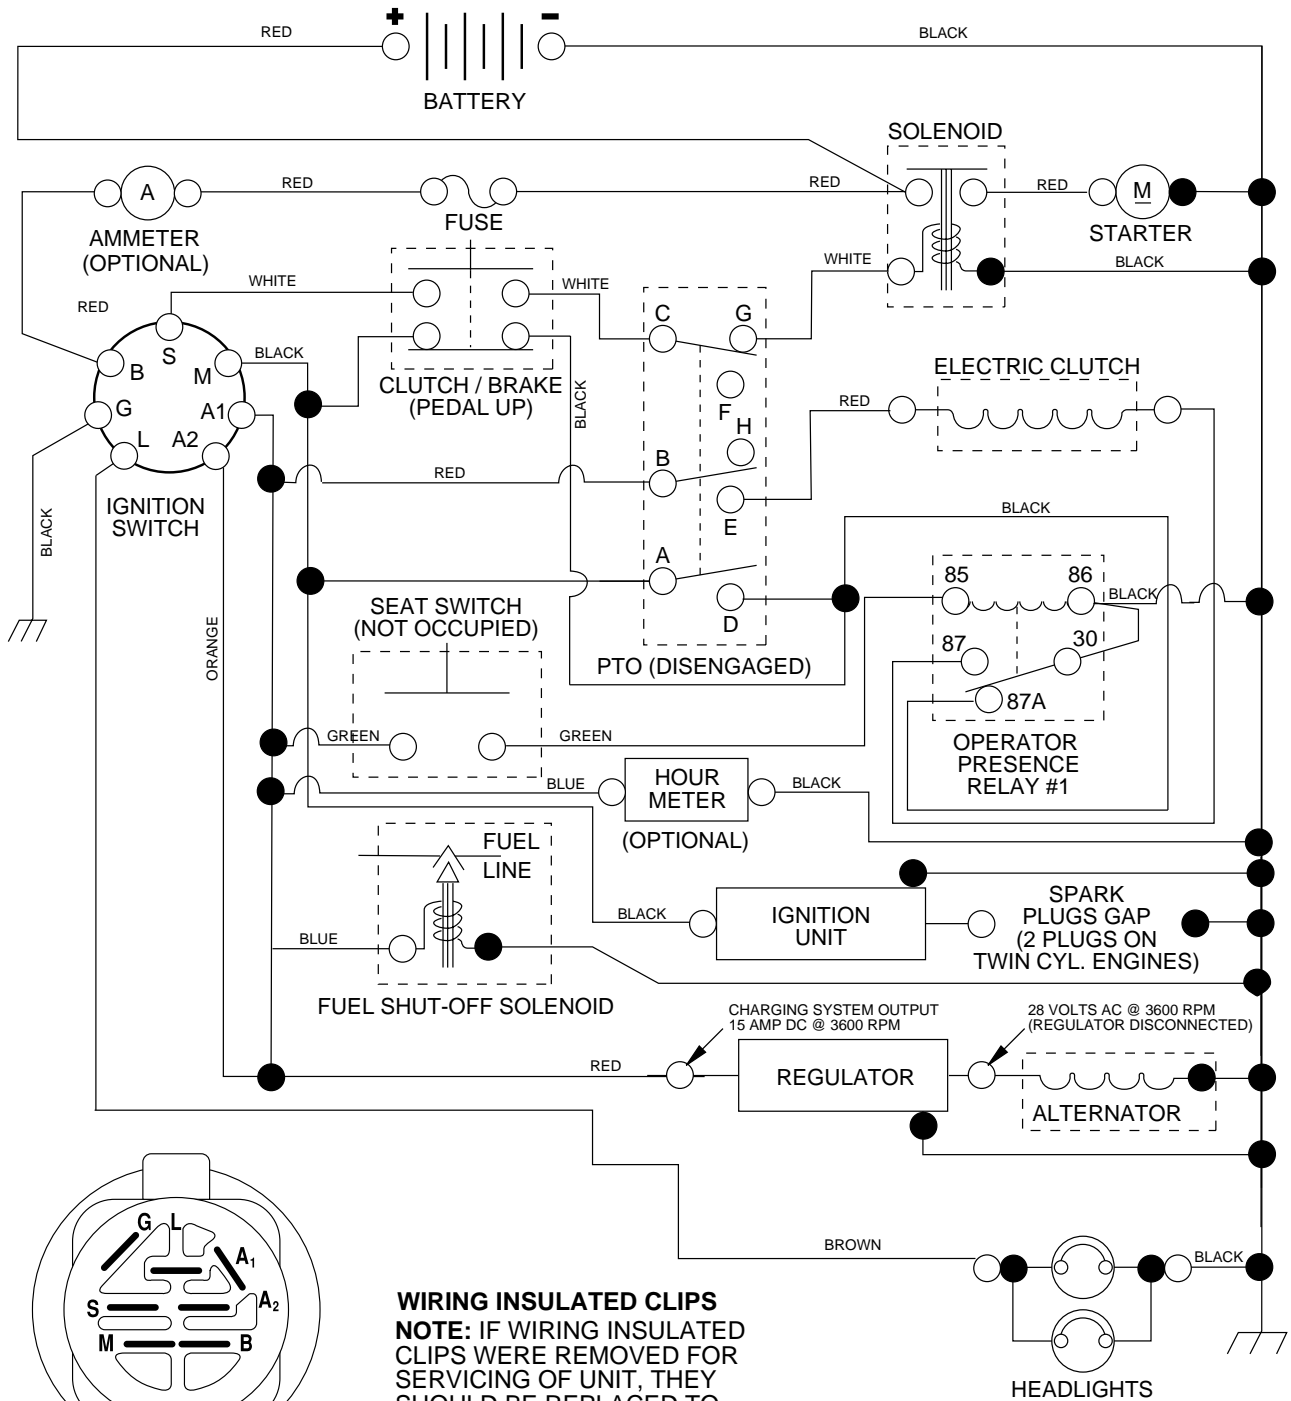 +
−
RED
BLACK
BATTERY
SOLENOID
A
RED
RED
RED
M
FUSE
AMMETER
(OPTIONAL)
STARTER
WHITE
WHITE
WHITE
BLACK
RED
S
B
M
BLACK
G
A1
L
A2
IGNITION
SWITCH
CLUTCH / BRAKE
(PEDAL UP)
BLACK
C
G
F
H
B
E
A
D
RED
RED
ELECTRIC CLUTCH
BLACK
BLACK
ORANGE
SEAT SWITCH
(NOT OCCUPIED)
PTO (DISENGAGED)
85
86
BLACK
87
30
87A
OPERATOR
PRESENCE
RELAY #1
GREEN
GREEN
BLUE
HOUR
METER
BLACK
(OPTIONAL)
FUEL
LINE
BLACK
IGNITION
UNIT
SPARK
PLUGS GAP
(2 PLUGS ON
TWIN CYL. ENGINES)
BLUE
FUEL SHUT-OFF SOLENOID
CHARGING SYSTEM OUTPUT
15 AMP DC @ 3600 RPM
28 VOLTS AC @ 3600 RPM
(REGULATOR DISCONNECTED)
RED
REGULATOR
ALTERNATOR
BROWN
BLACK
HEADLIGHTS
G
L
A1
S
A2
M
B
WIRING INSULATED CLIPS
NOTE: IF WIRING INSULATED
CLIPS WERE REMOVED FOR
SERVICING OF UNIT, THEY
SHOULD BE REPLACED TO